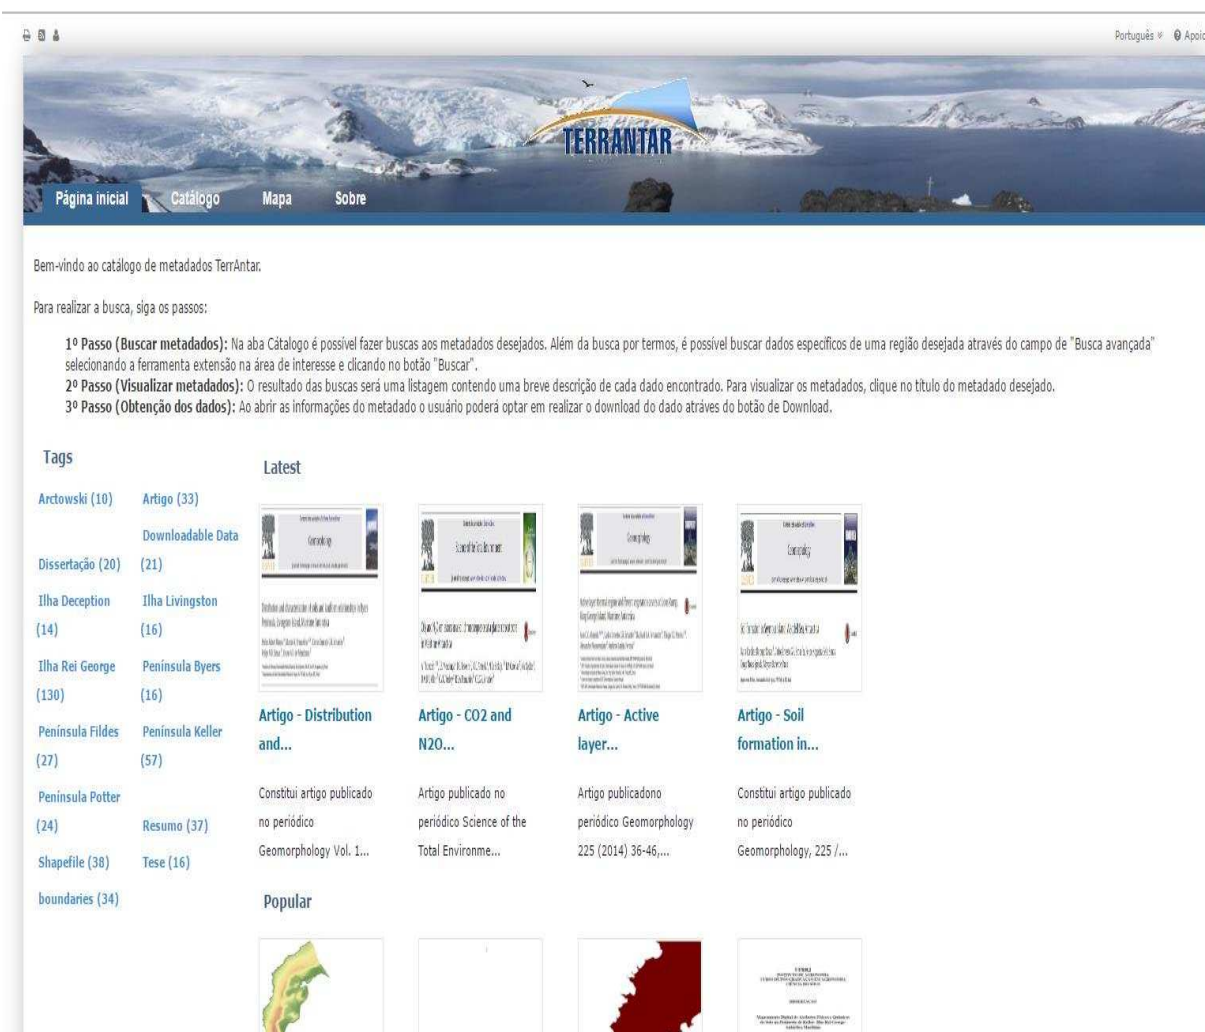 Português
Apoio
TERRANTAR
Página inicial Catálogo Mapa Sobre
Bem-vindo ao catálogo de metadados TerrAntar.
Para realizar a busca, siga os passos:
1º Passo (Buscar metadados): Na aba Cátalogo é possível fazer buscas aos metadados desejados. Além da busca por termos, é possível buscar dados específicos de uma região desejada através do campo de "Busca avançada"
selecionando a ferramenta extensão na área de interesse e clicando no botão "Buscar".
2º Passo (Visualizar metadados): O resultado das buscas será uma listagem contendo uma breve descrição de cada dado encontrado. Para visualizar os metadados, clique no título do metadado desejado.
3º Passo (Obtenção dos dados): Ao abrir as informações do metadado o usuário poderá optar em realizar o download do dado atráves do botão de Download.
Tags
Arctowski (10) Artigo (33)
Downloadable Data
Dissertação (20) (21)
Ilha Deception Ilha Livingston
(14) (16)
Ilha Rei George Península Byers
(130) (16)
Península Fildes Península Keller
(27) (57)
Península Potter
(24) Resumo (37)
Shapefile (38) Tese (16)
boundaries (34)
Latest
Geomorphology
Science of the Total Environment
Geomorphology
Geomorphology
Artigo - Distribution
and...
Constitui artigo publicado
no periódico
Geomorphology Vol. 1...
Artigo - CO2 and
N2O...
Artigo publicado no
periódico Science of the
Total Environme...
Artigo - Active
layer...
Artigo publicadono
periódico Geomorphology
225 (2014) 36-46,...
Artigo - Soil
formation in...
Constitui artigo publicado
no periódico
Geomorphology, 225 /...
Popular